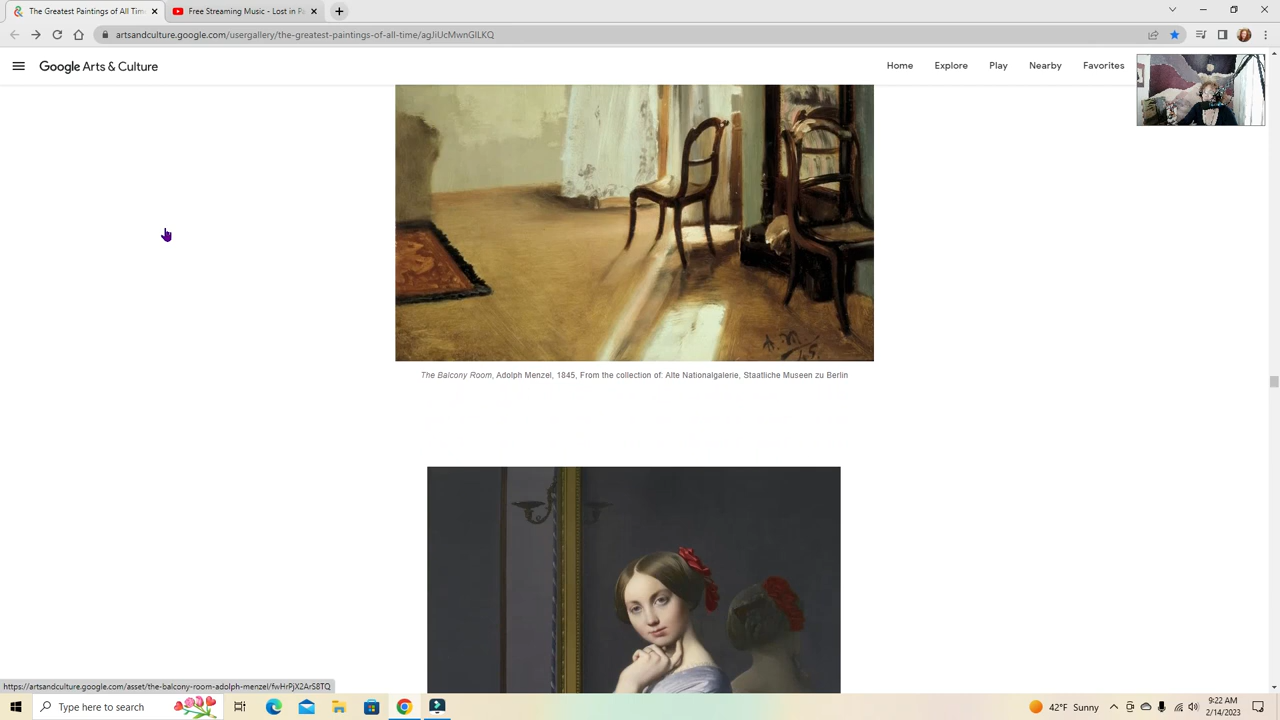 The Greatest Paintings of All Tim
Free Streaming Music - Lost in P
artsandculture.google.com/usergallery/the-greatest-paintings-of-all-time/agJiUcMwnGILKQ
Google Arts & Culture
Home
Explore
Play
Nearby
Favorites
The Balcony Room, Adolph Menzel, 1845, From the collection of: Alte Nationalgalerie, Staatliche Museen zu Berlin
https://artsandculture.google.com/asset/the-balcony-room-adolph-menzel/fwHrPjX2ArS8TQ
Type here to search
42°F Sunny
9:22 AM
2/14/2023